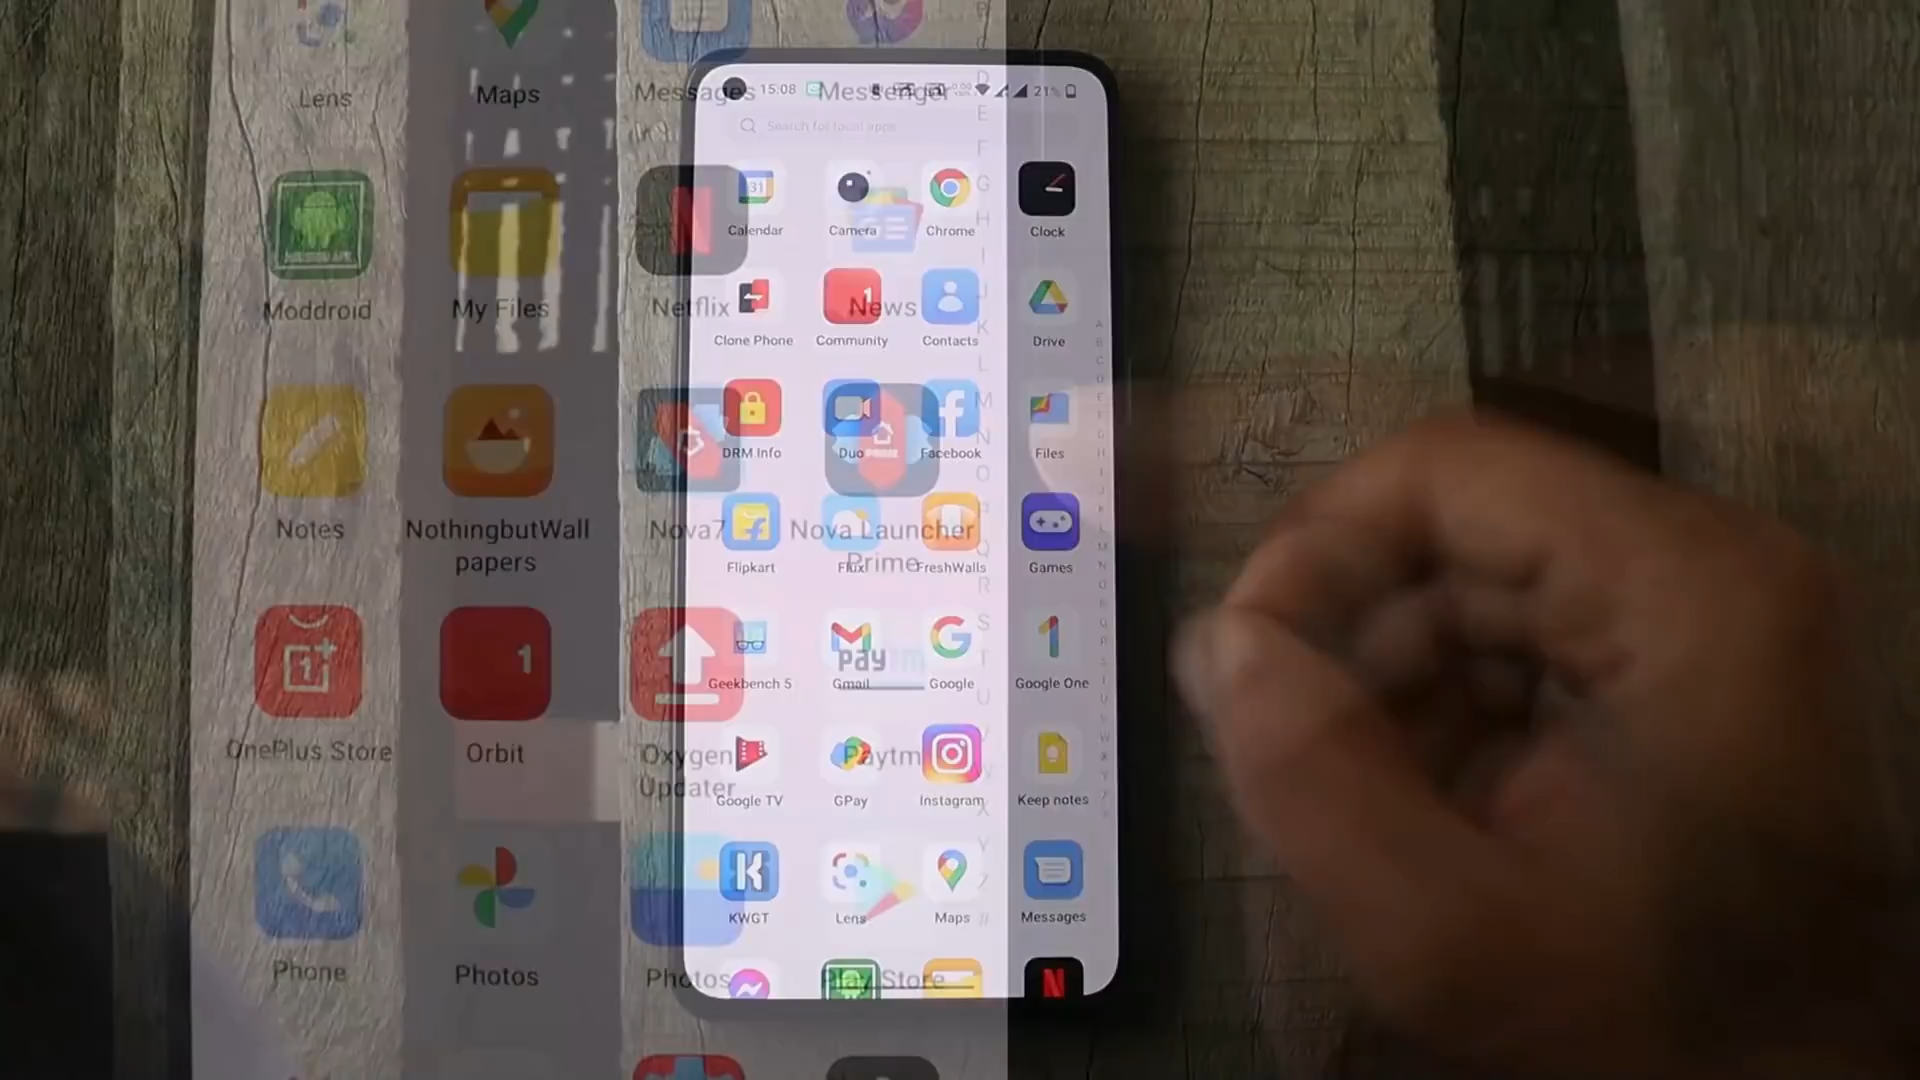 Lens
Maps
Messages
Messenger
Moddroid
My Files
Netflix
News
Notes
NothingbutWall
papers
Nova7
Nova Launcher
Prime
PRIME
OnePlus Store
Orbit
Oxygen
Updater
paytm
Paytm
Phone
Photos
Photos
Play Store
D
E
F
G
H
I
J
K
L
M
N
O
P
Q
R
S
T
U
V
W
X
Y
Z
#
15:08
21%
Search for local apps
31
Calendar
Camera
Chrome
Clock
Clone Phone
Community
Contacts
Drive
DRM Info
Duo
Facebook
Files
Flipkart
Flux
FreshWalls
Games
Geekbench 5
Gmail
Google
Google One
Google TV
GPay
Instagram
Keep notes
KWGT
Lens
Maps
Messages